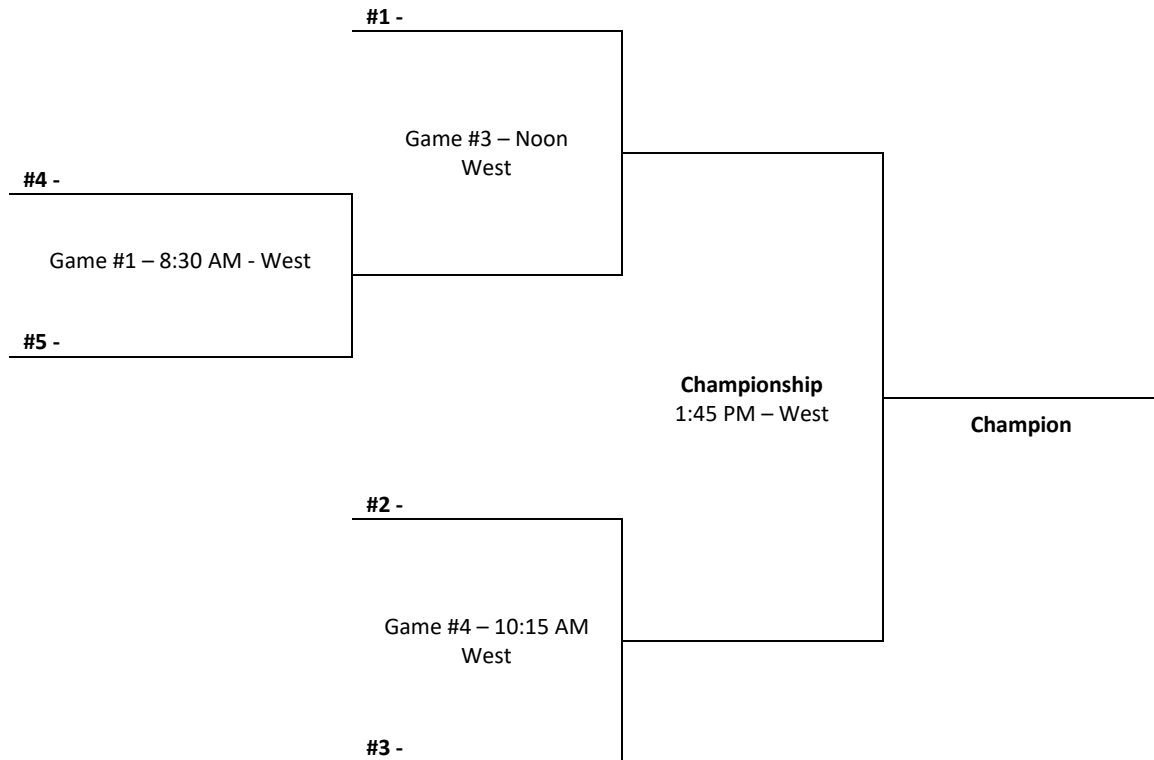 #1 -
Game #3 – Noon
West
#4 -
Game #1 – 8:30 AM - West
#5 -
Championship
1:45 PM – West
Champion
#2 -
Game #4 – 10:15 AM
West
#3 -